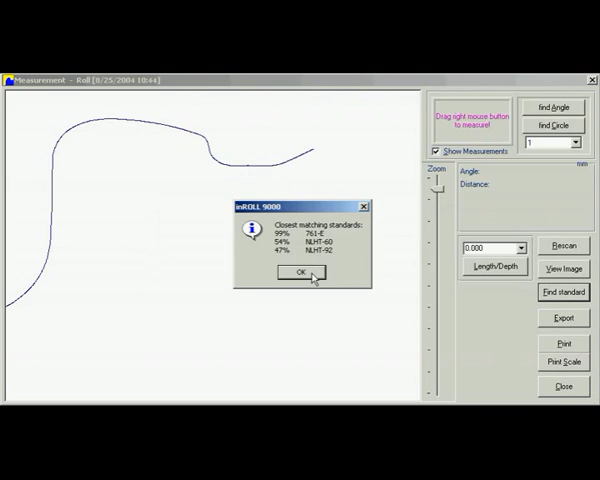 Measurement - Roll [8/25/2004 10:44]
Drag right mouse button
to measure!
find Angle
find Circle
1
Show Measurements
Zoom
mm
Angle:
Distance:
inROLL 9000
Closest matching standards:
99% 761-E
54% NLHT-60
47% NLHT-92
OK
0.000
Length/Depth
Rescan
View Image
Find standard
Export
Print
Print Scale
Close